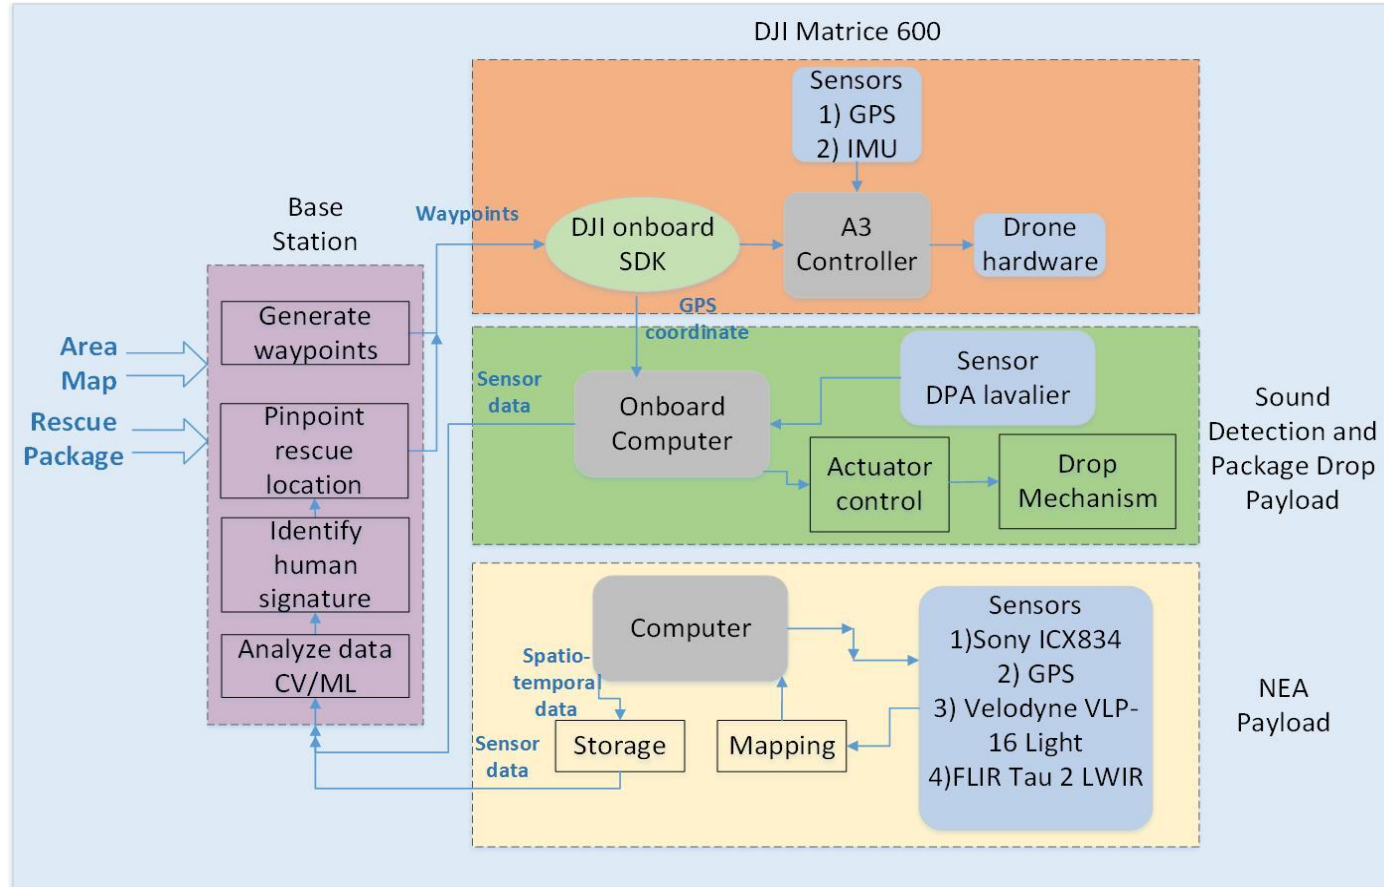 DJI Matrice 600
Sensors
1) GPS
2) IMU
Base
Station
Waypoints
DJI onboard
SDK
A3
Controller
Drone
hardware
GPS
coordinate
Area
Map
Rescue
Package
Generate
waypoints
Pinpoint
rescue
location
Identify
human
signature
Analyze data
CV/ML
Sensor
data
Onboard
Computer
Sensor
DPA lavalier
Actuator
control
Drop
Mechanism
Sound
Detection and
Package Drop
Payload
Computer
Spatio-
temporal
data
Storage
Sensor
data
Mapping
Sensors
1)Sony ICX834
2) GPS
3) Velodyne VLP-
16 Light
4)FLIR Tau 2 LWIR
NEA
Payload